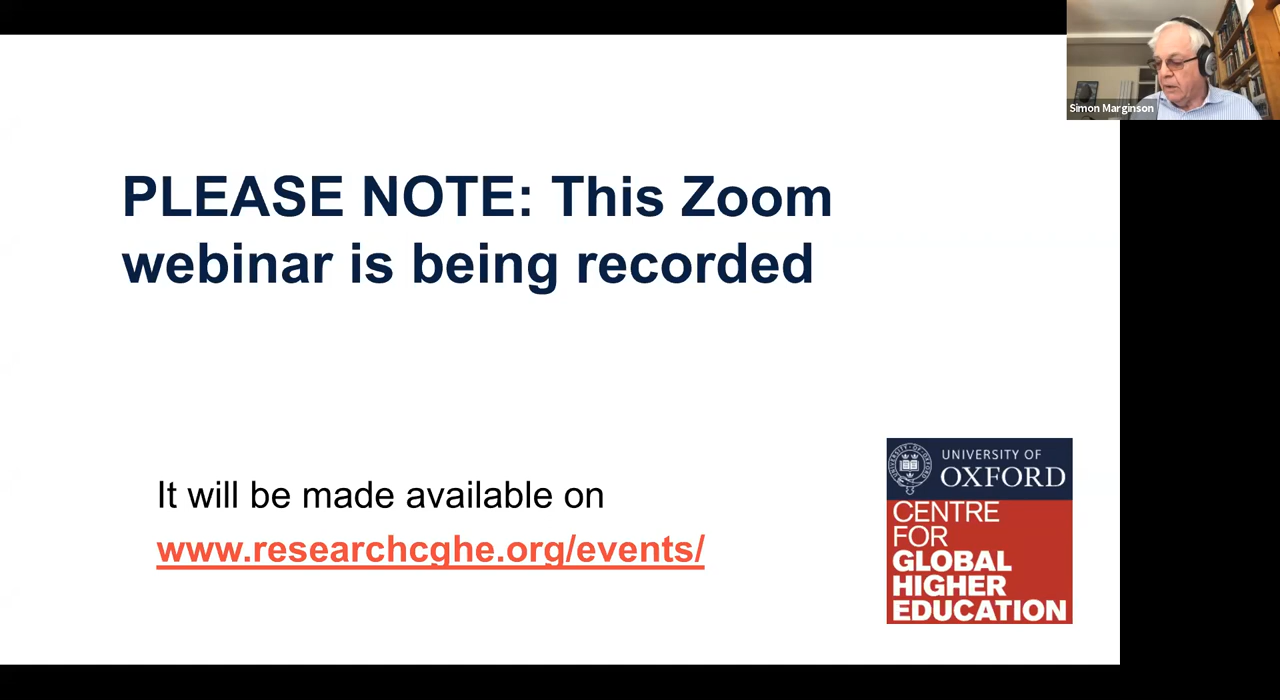 Simon Marginson
PLEASE NOTE: This Zoom
webinar is being recorded
It will be made available on
www.researchcghe.org/events/
UNIVERSITY OF
OXFORD
CENTRE
FOR
GLOBAL
HIGHER
EDUCATION